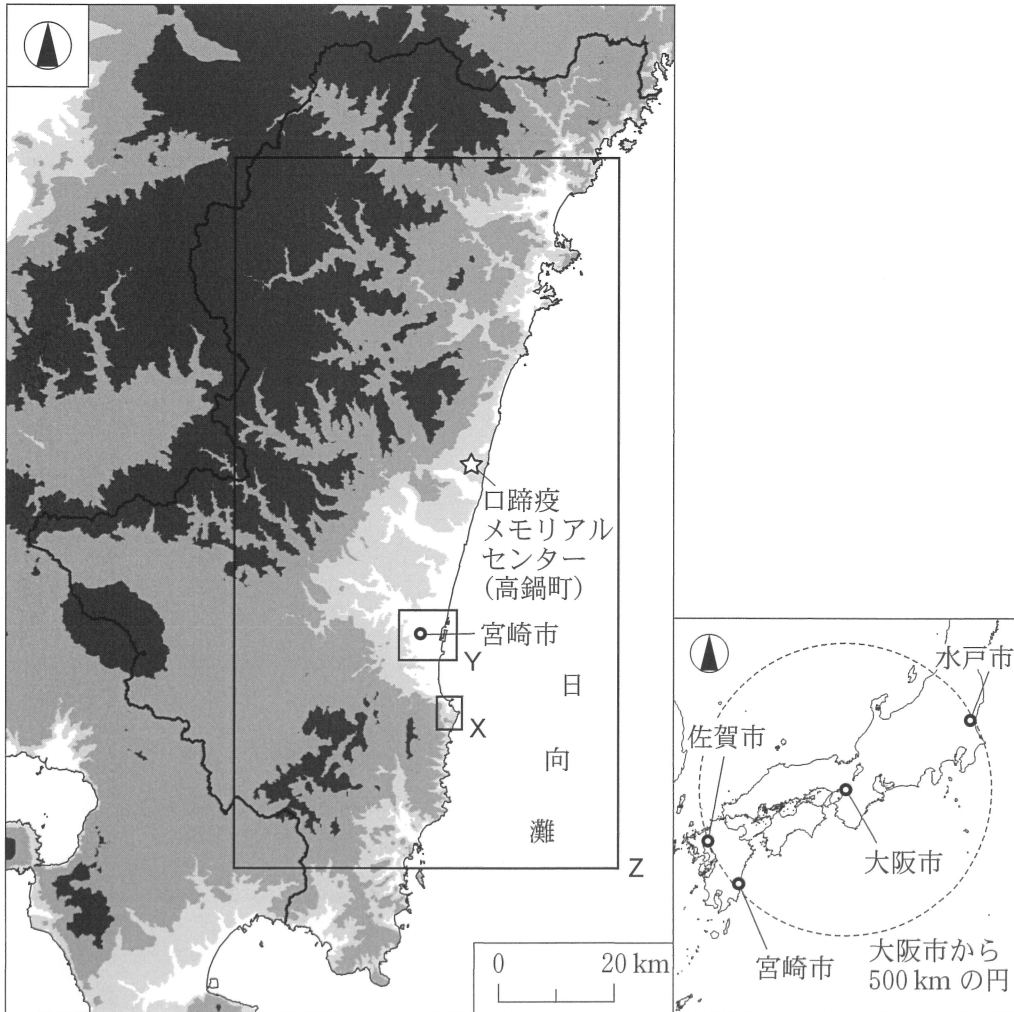 口蹄疫
メモリアル
センター
(高鍋町)
宮崎市
Y
X
日
向
灘
Z
0 20 km
水戸市
佐賀市
大阪市
宮崎市
大阪市から
500 km の円